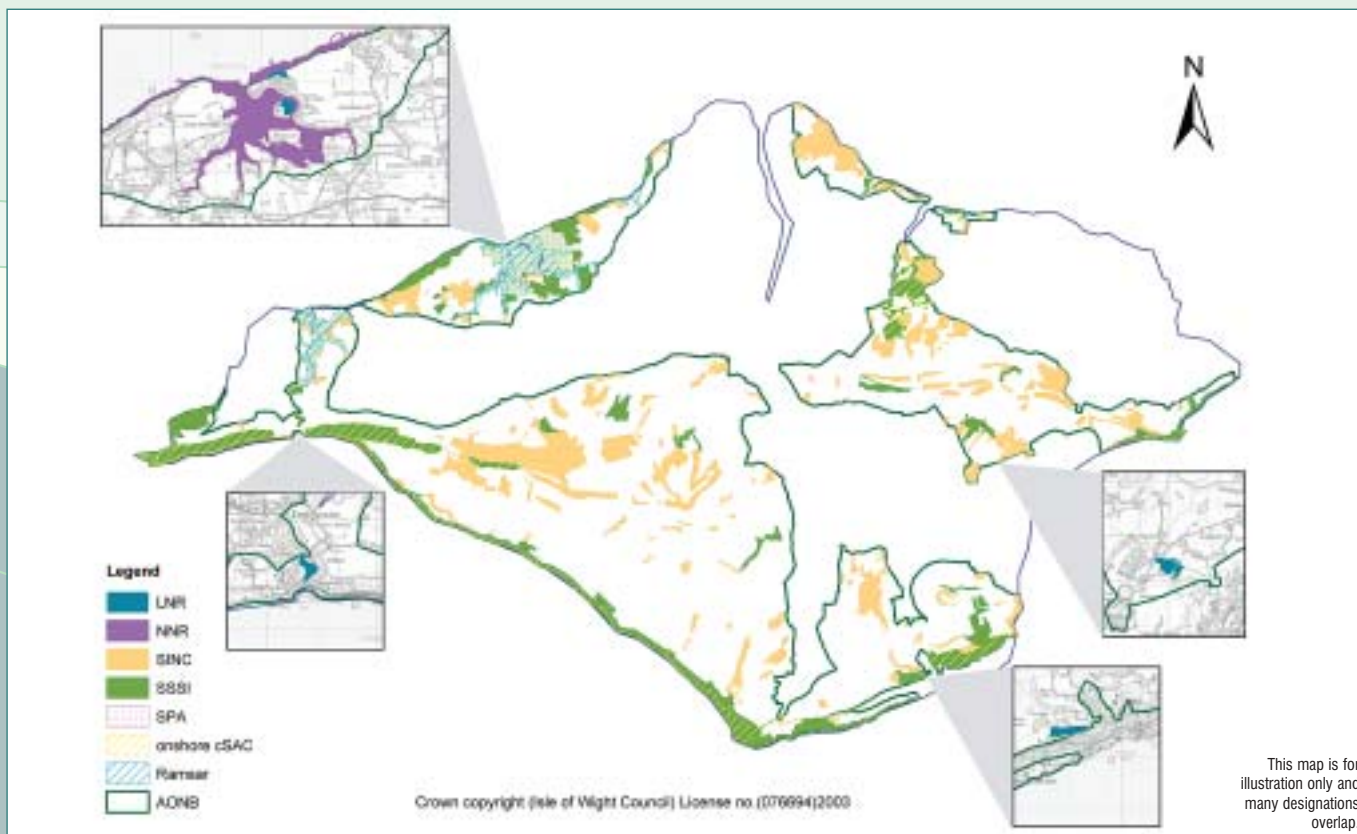 N
Legend
LNR
NNR
SINC
SSSI
SPA
onshore cSAC
Ramsar
AONB
Crown copyright (Isle of Wight Council) License no.(076694)2003
This map is for
illustration only and
many designations
overlap.